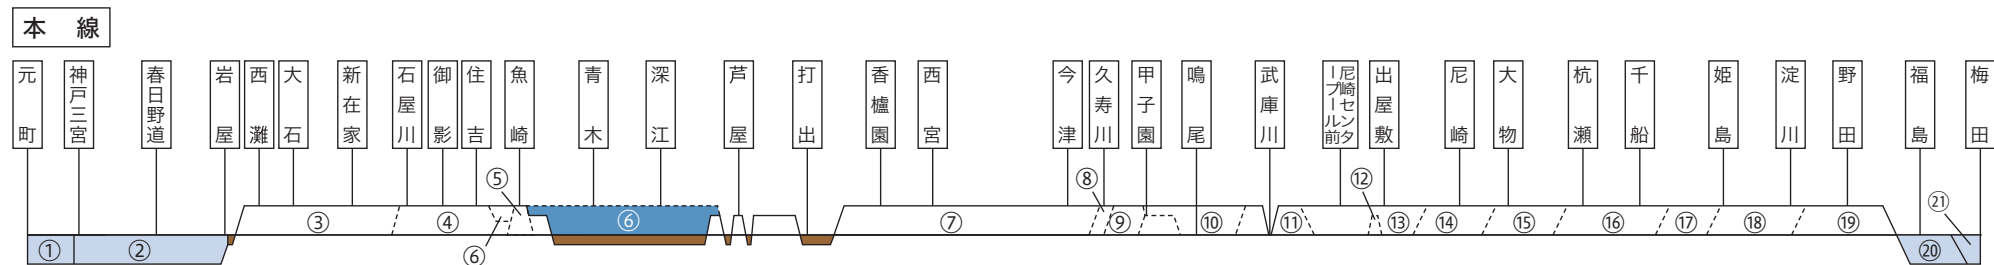 本 線
元町
神戸三宮
春日野道
岩屋
西灘
大石
新在家
石屋川
御影
住吉
魚崎
青木
深江
芦屋
打出
香櫨園
西宮
今津
久寿川
甲子園
鳴尾
武庫川
尼崎センタ
ープール前
出屋敷
尼崎
大物
杭瀬
千船
姫島
淀川
野田
福島
梅田
①
②
③
④
⑤
⑥
⑥
⑦
⑧
⑨
⑩
⑪
⑫
⑬
⑭
⑮
⑯
⑰
⑱
⑲
⑳
㉑